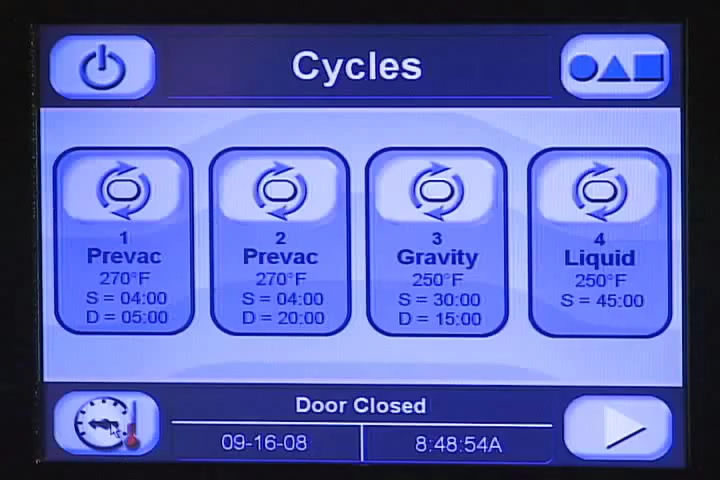 Cycles
1
Prevac
270°F
S = 04:00
D = 05:00
2
Prevac
270°F
S = 04:00
D = 20:00
3
Gravity
250°F
S = 30:00
D = 15:00
4
Liquid
250°F
S = 45:00
Door Closed
09-16-08
8:48:54A